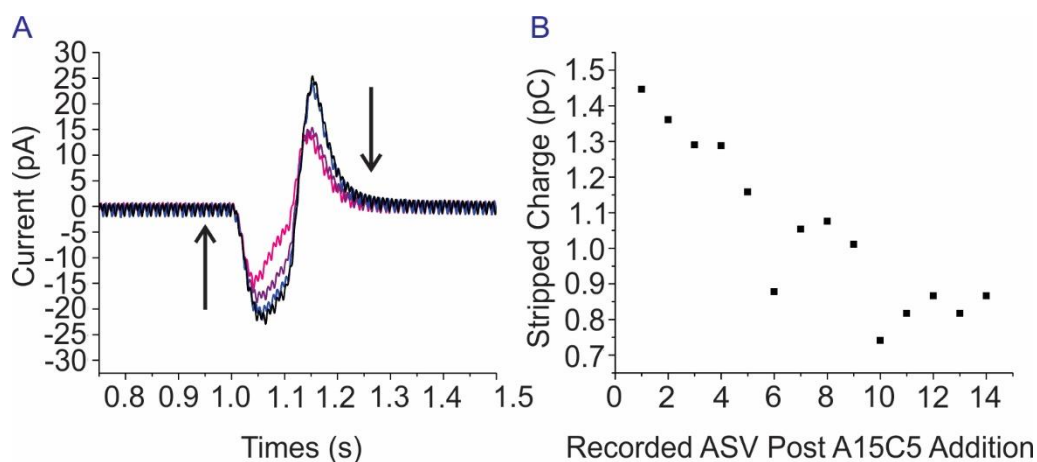 A
30
25
20
15
10
5
0
-5
-10
-15
-20
-25
-30
Current (pA)
0.8 0.9 1.0 1.1 1.2 1.3 1.4 1.5
Times (s)
B
1.5
1.4
1.3
1.2
1.1
1.0
0.9
0.8
0.7
Stripped Charge (pC)
0 2 4 6 8 10 12 14
Recorded ASV Post A15C5 Addition